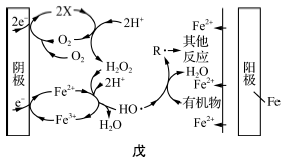 2e⁻
2X
2H⁺
Fe²⁺
O₂
R·
其他
反应
O₂
H₂O₂
H₂O
阴极
阳极
e⁻
Fe²⁺
2H⁺
HO·
Fe²⁺
有机物
Fe
Fe³⁺
H₂O
Fe²⁺
戊